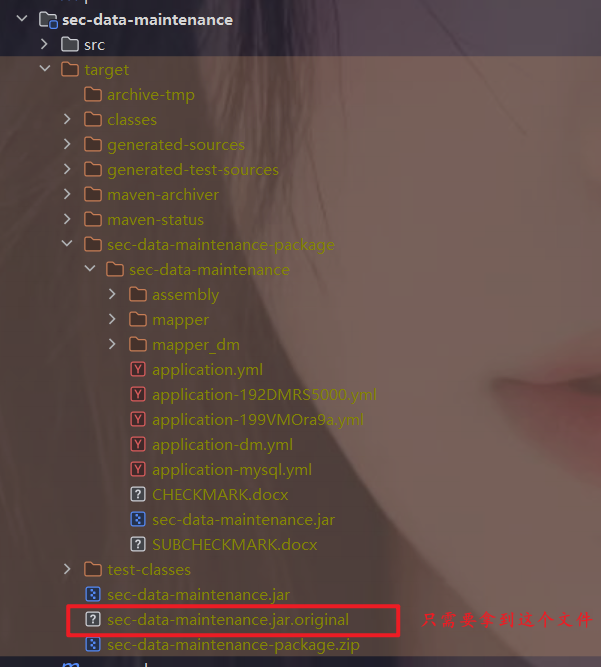 sec-data-maintenance
src
target
archive-tmp
classes
generated-sources
generated-test-sources
maven-archiver
maven-status
sec-data-maintenance-package
sec-data-maintenance
assembly
mapper
mapper_dm
application.yml
application-192DMRS5000.yml
application-199VMOra9a.yml
application-dm.yml
application-mysql.yml
CHECKMARK.docx
sec-data-maintenance.jar
SUBCHECKMARK.docx
test-classes
sec-data-maintenance.jar
sec-data-maintenance.jar.original 只需要拿到这个文件
sec-data-maintenance-package.zip